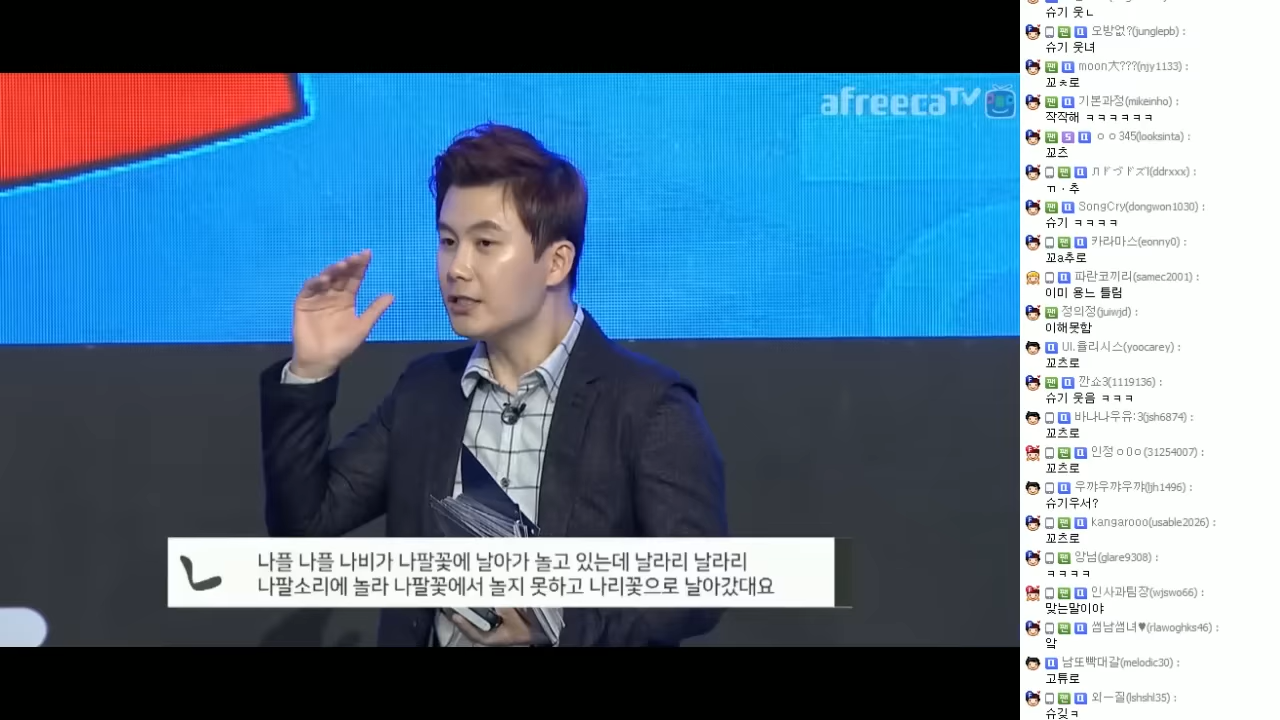 afreecaTV
ㄴ
나플 나플 나비가 나팔꽃에 날아가 놀고 있는데 날라리 날라리
나팔소리에 놀라 나팔꽃에서 놀지 못하고 나리꽃으로 날아갔대요
슈기 웃ㄴ
오방없?(junglepb) :
슈기 웃녀
moon大???(njy1133) :
꼬ㅊ로
기본과정(mikeinho) :
작작해 ㅋㅋㅋㅋㅋㅋ
ㅇㅇ345(looksinta) :
꼬츠
(ddrxxx) :
ㄲㆍ추
SongCry(dongwon1030) :
슈기 ㅋㅋㅋㅋ
카라마스(eonny0) :
꼬a추로
파란코끼리(samec2001) :
이미 용느 틀림
정의정(juiwjd) :
이해못함
UI.율리시스(yoocarey) :
꼬츠로
깐쇼3(1119136) :
슈기 웃음 ㅋㅋㅋ
바나나우유:3(jsh6874) :
꼬츠로
인정ㅇ0ㅇ(31254007) :
꼬츠로
우꺄우꺄우꺄(ljh1496) :
슈기우서?
kangarooo(usable2026) :
꼬츠로
앙넘(glare9308) :
ㅋㅋㅋㅋ
인사과팀장(wjswo66) :
맞는말이야
썸남썸녀♥(rlawoghks46) :
앜
남또빡대갈(melodic30) :
고튜로
외ㅡ질(lshshl35) :
슈깆ㅋ